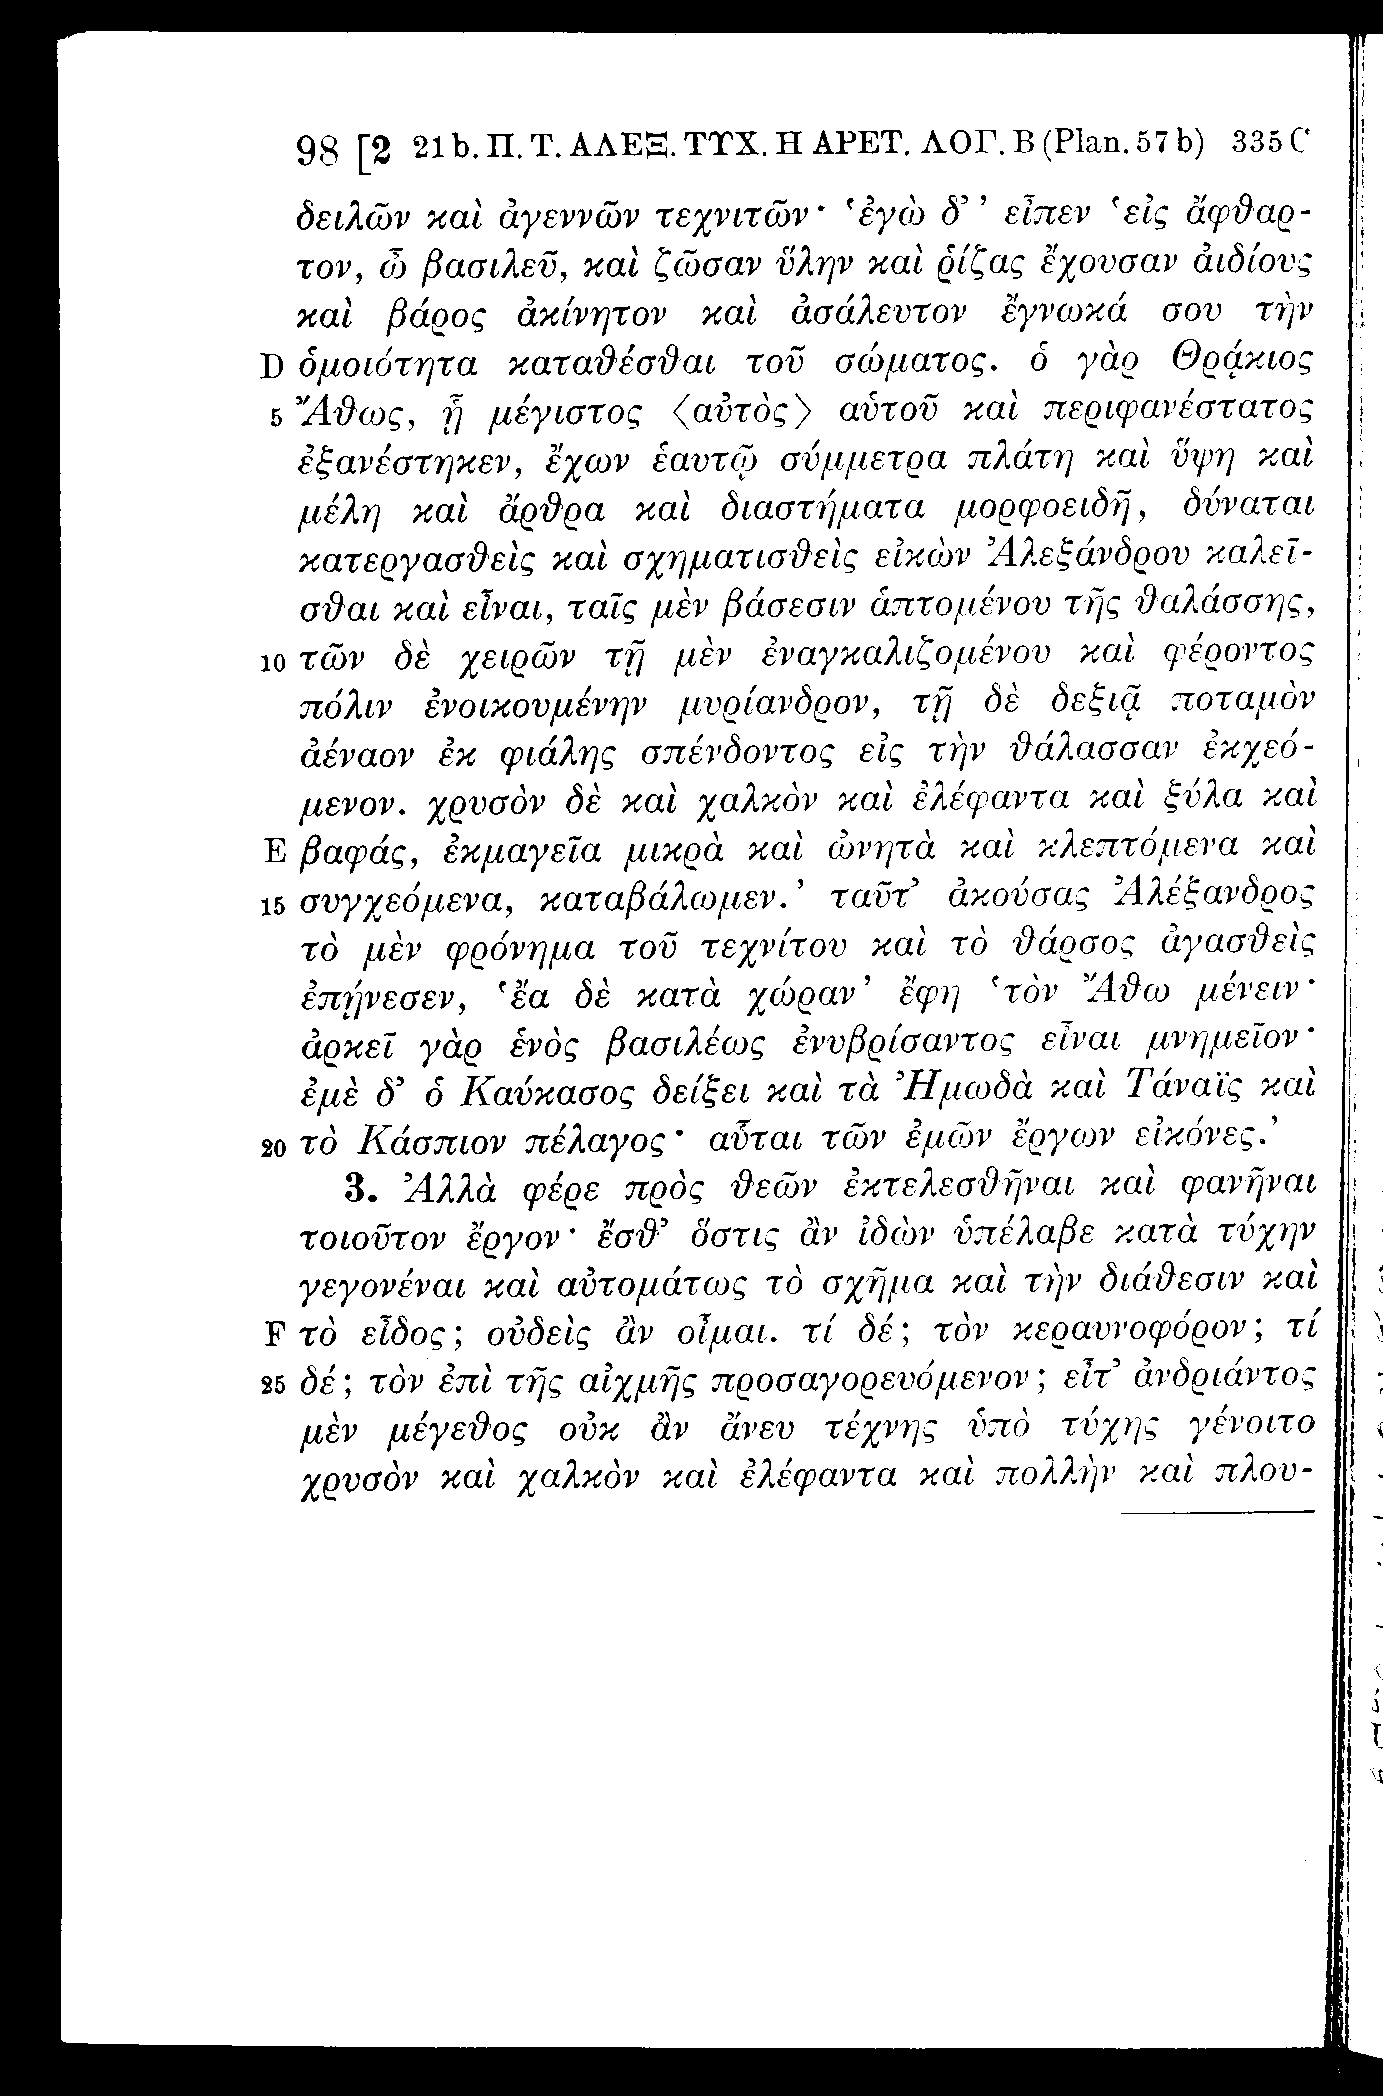 98 [2 21b. Π. Τ. ΑΛΕΞ. ΤΥΧ. Η ΑΡΕΤ. ΛΟΓ. Β (Plan. 57b) 335C
δειλῶν καὶ ἀγεννῶν τεχνιτῶν· ‘ἐγὼ δ’’ εἶπεν ‘εἰς ἄφθαρ-
τον, ὦ βασιλεῦ, καὶ ζῶσαν ὕλην καὶ ῥίζας ἔχουσαν ἀιδίους
καὶ βάρος ἀκίνητον καὶ ἀσάλευτον ἔγνωκά σου τὴν
D ὁμοιότητα καταθέσθαι τοῦ σώματος. ὁ γὰρ Θρᾴκιος
5 Ἄθως, ᾗ μέγιστος ⟨αὐτὸς⟩ αὑτοῦ καὶ περιφανέστατος
ἐξανέστηκεν, ἔχων ἑαυτῷ σύμμετρα πλάτη καὶ ὕψη καὶ
μέλη καὶ ἄρθρα καὶ διαστήματα μορφοειδῆ, δύναται
κατεργασθεὶς καὶ σχηματισθεὶς εἰκὼν Ἀλεξάνδρου καλεῖ-
σθαι καὶ εἶναι, ταῖς μὲν βάσεσιν ἁπτομένου τῆς θαλάσσης,
10 τῶν δὲ χειρῶν τῇ μὲν ἐναγκαλιζομένου καὶ φέροντος
πόλιν ἐνοικουμένην μυρίανδρον, τῇ δὲ δεξιᾷ ποταμὸν
ἀέναον ἐκ φιάλης σπένδοντος εἰς τὴν θάλασσαν ἐκχεό-
μενον. χρυσὸν δὲ καὶ χαλκὸν καὶ ἐλέφαντα καὶ ξύλα καὶ
E βαφάς, ἐκμαγεῖα μικρὰ καὶ ὠνητὰ καὶ κλεπτόμενα καὶ
15 συγχεόμενα, καταβάλωμεν.’ ταῦτ’ ἀκούσας Ἀλέξανδρος
τὸ μὲν φρόνημα τοῦ τεχνίτου καὶ τὸ θάρσος ἀγασθεὶς
ἐπῄνεσεν, ‘ἔα δὲ κατὰ χώραν’ ἔφη ‘τὸν Ἄθω μένειν·
ἀρκεῖ γὰρ ἑνὸς βασιλέως ἐνυβρίσαντος εἶναι μνημεῖον·
ἐμὲ δ’ ὁ Καύκασος δείξει καὶ τὰ Ἠμωδὰ καὶ Τάναϊς καὶ
20 τὸ Κάσπιον πέλαγος· αὗται τῶν ἐμῶν ἔργων εἰκόνες.’
3. Ἀλλὰ φέρε πρὸς θεῶν ἐκτελεσθῆναι καὶ φανῆναι
τοιοῦτον ἔργον· ἔσθ’ ὅστις ἂν ἰδὼν ὑπέλαβε κατὰ τύχην
γεγονέναι καὶ αὐτομάτως τὸ σχῆμα καὶ τὴν διάθεσιν καὶ
F τὸ εἶδος; οὐδεὶς ἂν οἶμαι. τί δέ; τὸν κεραυνοφόρον; τί
25 δέ; τὸν ἐπὶ τῆς αἰχμῆς προσαγορευόμενον; εἶτ’ ἀνδριάντος
μὲν μέγεθος οὐκ ἂν ἄνευ τέχνης ὑπὸ τύχης γένοιτο
χρυσὸν καὶ χαλκὸν καὶ ἐλέφαντα καὶ πολλὴν καὶ πλου-